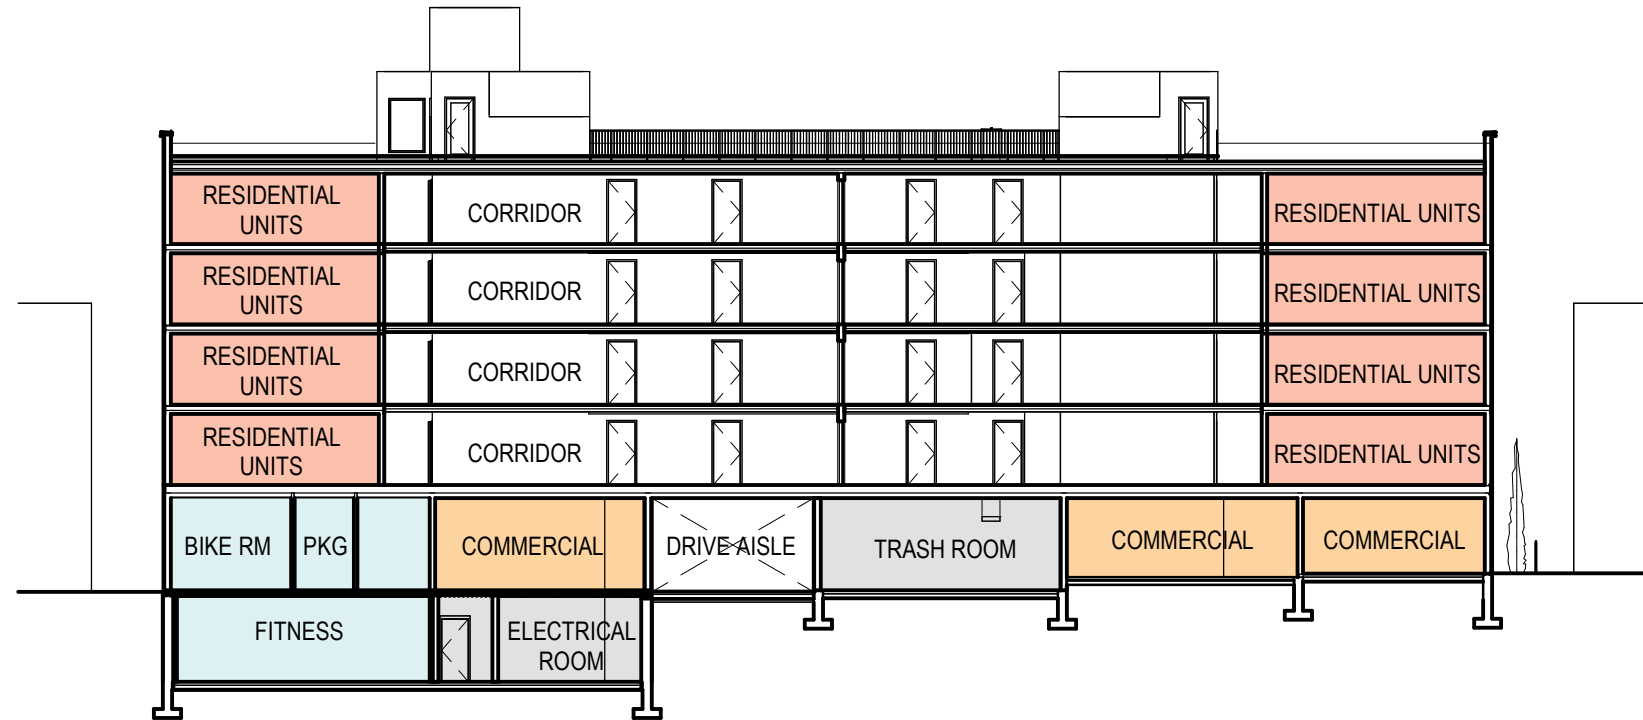 RESIDENTIAL
UNITS
CORRIDOR
RESIDENTIAL UNITS
RESIDENTIAL
UNITS
CORRIDOR
RESIDENTIAL UNITS
RESIDENTIAL
UNITS
CORRIDOR
RESIDENTIAL UNITS
RESIDENTIAL
UNITS
CORRIDOR
RESIDENTIAL UNITS
BIKE RM
PKG
COMMERCIAL
DRIVE AISLE
TRASH ROOM
COMMERCIAL
COMMERCIAL
FITNESS
ELECTRICAL
ROOM